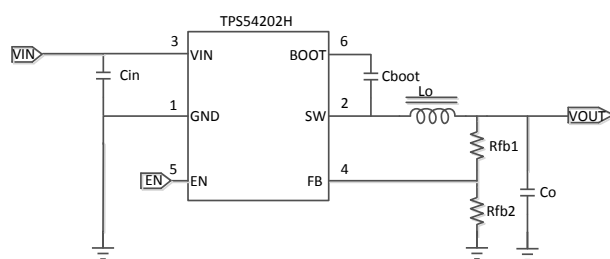 TPS54202H
VIN
3
VIN
BOOT
6
Cin
Cboot
Lo
1
GND
SW
2
VOUT
Rfb1
EN
5
EN
FB
4
Rfb2
Co